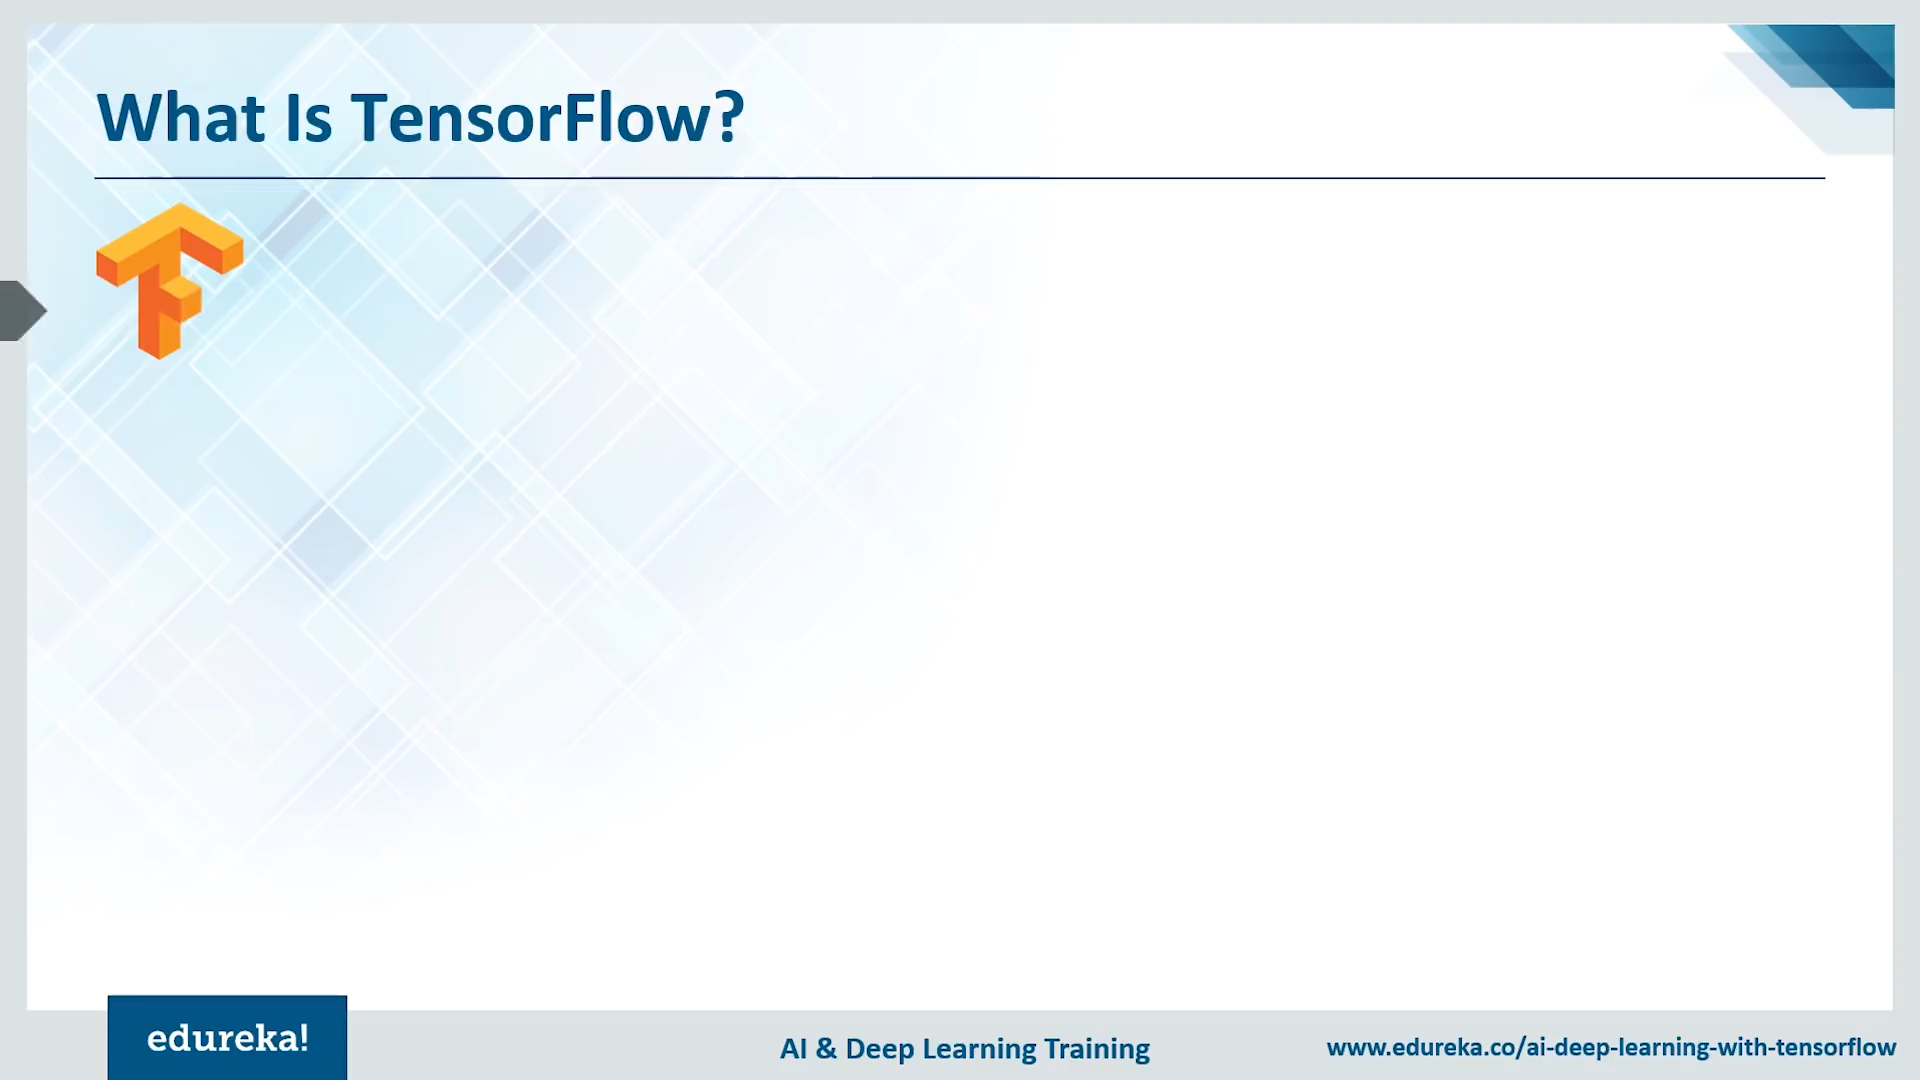 What Is TensorFlow?
edureka!
AI & Deep Learning Training
www.edureka.co/ai-deep-learning-with-tensorflow